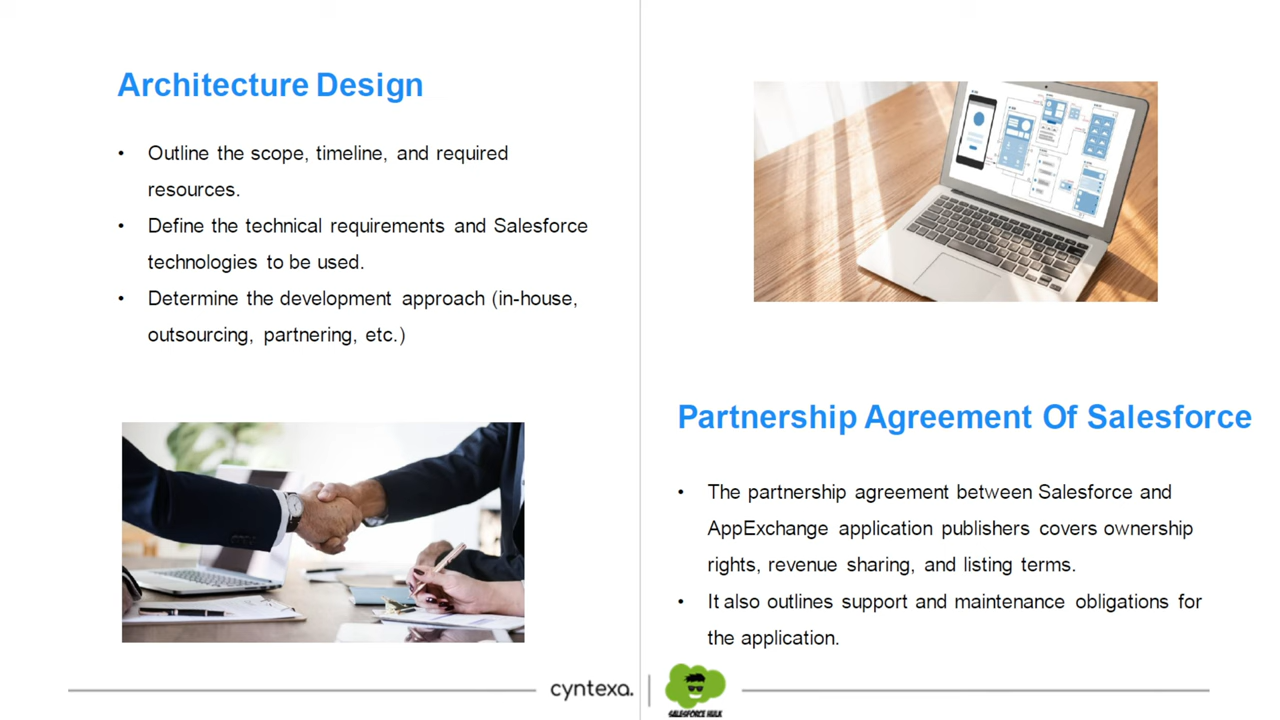 Architecture Design
• Outline the scope, timeline, and required
resources.
• Define the technical requirements and Salesforce
technologies to be used.
• Determine the development approach (in-house,
outsourcing, partnering, etc.)
Partnership Agreement Of Salesforce
• The partnership agreement between Salesforce and
AppExchange application publishers covers ownership
rights, revenue sharing, and listing terms.
• It also outlines support and maintenance obligations for
the application.
cyntexa.
SALESFORCE HULK